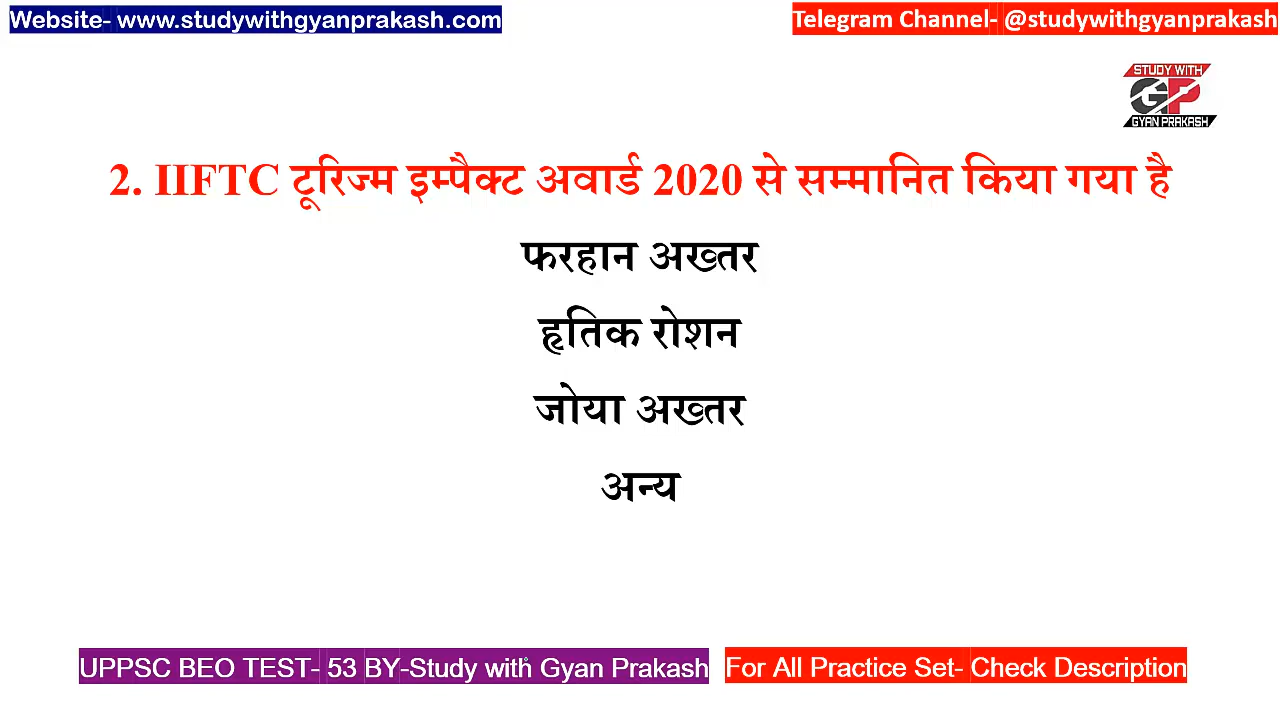 Website- www.studywithgyanprakash.com
Telegram Channel- @studywithgyanprakash
STUDY WITH
GP
GYAN PRAKASH
2. IIFTC टूरिज्म इम्पैक्ट अवार्ड 2020 से सम्मानित किया गया है
फरहान अख्तर
हृतिक रोशन
जोया अख्तर
अन्य
UPPSC BEO TEST- 53 BY-Study with Gyan Prakash
For All Practice Set- Check Description